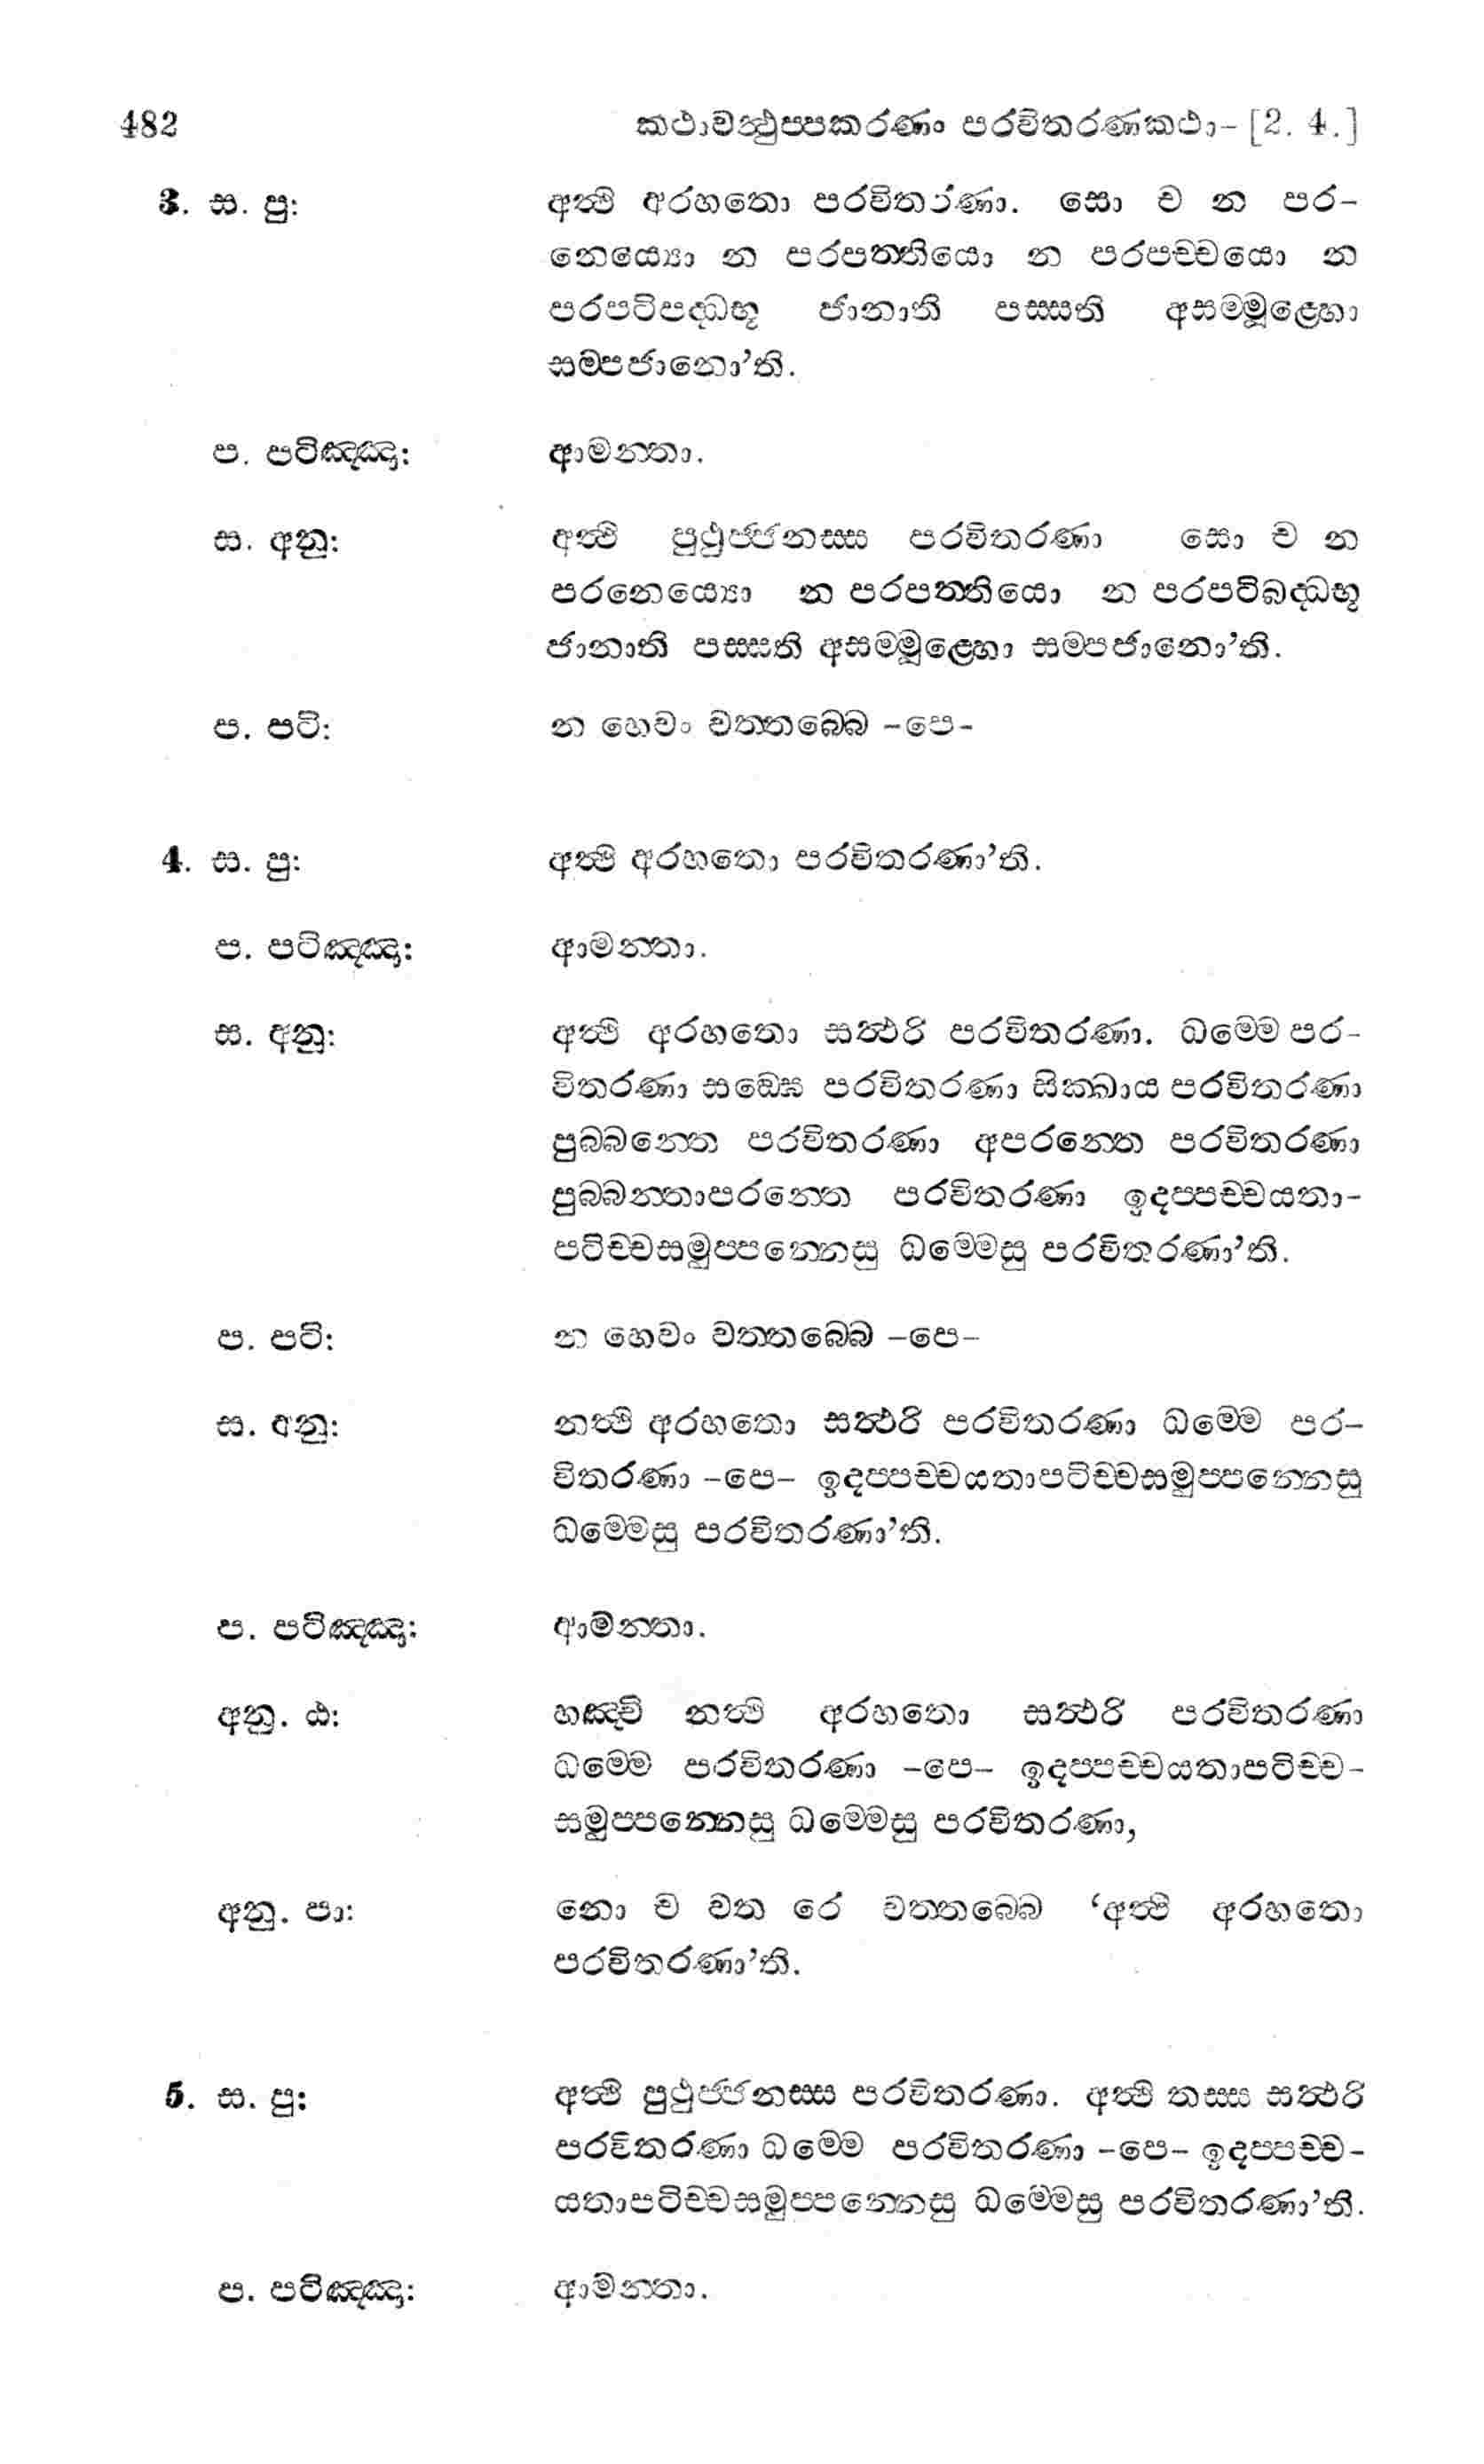 482 කථාවත්‍ථුප්පකරණං පරවිතරණකථා- [2. 4.]
3. ස. පු: අත්‍ථි අරහතො පරවිතරණා. සො ච න පර-
නෙය්‍යො න පරපත්තියො න පරපච්චයො න
පරපටිපද්ධභූ ජානාති පස්සති අසම්මූළ්හො
සම්පජානො’ති.
ප. පටිඤ්ඤා: ආමන්තා.
ස. අනු: අත්‍ථි පුථුජ්ජනස්ස පරවිතරණා සො ච න
පරනෙය්‍යො න පරපත්තියො න පරපටිබද්ධභූ
ජානාති පස්සති අසම්මූළ්හො සම්පජානො’ති.
ප. පටි: න හෙවං වත්තබ්බෙ -පෙ-
4. ස. පු: අත්‍ථි අරහතො පරවිතරණා’ති.
ප. පටිඤ්ඤා: ආමන්තා.
ස. අනු: අත්‍ථි අරහතො සත්‍ථරි පරවිතරණා. ධම්මෙ පර-
විතරණා සඞ්ඝෙ පරවිතරණා සික්ඛාය පරවිතරණා
පුබ්බන්තෙ පරවිතරණා අපරන්තෙ පරවිතරණා
පුබ්බන්තාපරන්තෙ පරවිතරණා ඉදප්පච්චයතා-
පටිච්චසමුප්පන්නෙසු ධම්මෙසු පරවිතරණා’ති.
ප. පටි: න හෙවං වත්තබ්බෙ -පෙ-
ස. අනු: නත්‍ථි අරහතො සත්‍ථරි පරවිතරණා ධම්මෙ පර-
විතරණා -පෙ- ඉදප්පච්චයතාපටිච්චසමුප්පන්නෙසු
ධම්මෙසු පරවිතරණා’ති.
ප. පටිඤ්ඤා: ආමන්තා.
අනු. ඨ: හඤ්චි නත්‍ථි අරහතො සත්‍ථරි පරවිතරණා
ධම්මෙ පරවිතරණා -පෙ- ඉදප්පච්චයතාපටිච්ච-
සමුප්පන්නෙසු ධම්මෙසු පරවිතරණා,
අනු. පා: නො ච වත රෙ වත්තබ්බෙ ‘අත්‍ථි අරහතො
පරවිතරණා’ති.
5. ස. පු: අත්‍ථි පුථුජ්ජනස්ස පරවිතරණා. අත්‍ථි තස්ස සත්‍ථරි
පරවිතරණා ධම්මෙ පරවිතරණා -පෙ- ඉදප්පච්ච-
යතාපටිච්චසමුප්පන්නෙසු ධම්මෙසු පරවිතරණා’ති.
ප. පටිඤ්ඤා: ආමන්තා.